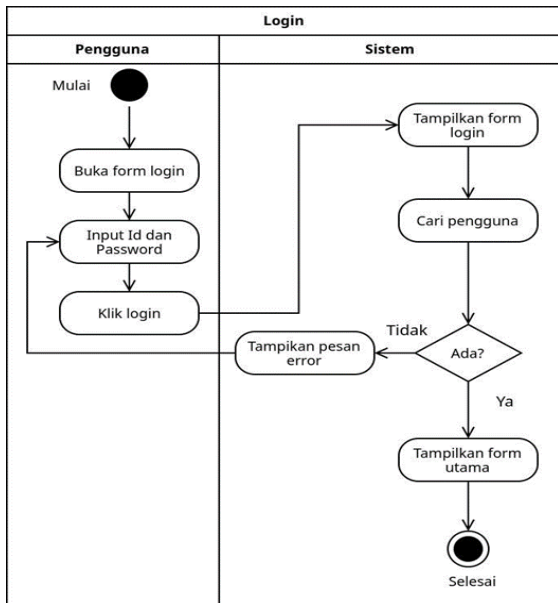 Login
Pengguna
Sistem
Mulai
Buka form login
Input Id dan
Password
Klik login
Tampilkan form
login
Cari pengguna
Ada?
Tidak
Tampikan pesan
error
Ya
Tampilkan form
utama
Selesai